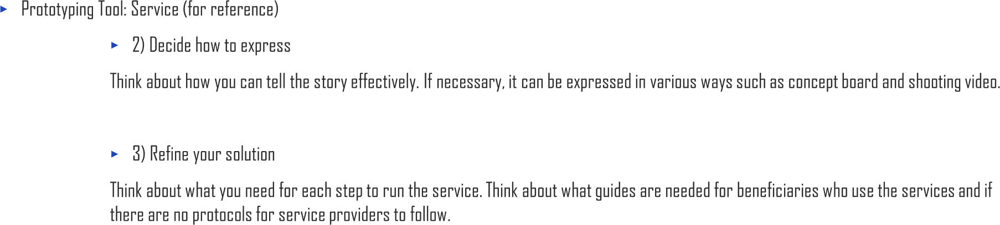 ▸ Prototyping Tool: Service (for reference)
▸ 2) Decide how to express
Think about how you can tell the story effectively. If necessary, it can be expressed in various ways such as concept board and shooting video.
▸ 3) Refine your solution
Think about what you need for each step to run the service. Think about what guides are needed for beneficiaries who use the services and if
there are no protocols for service providers to follow.